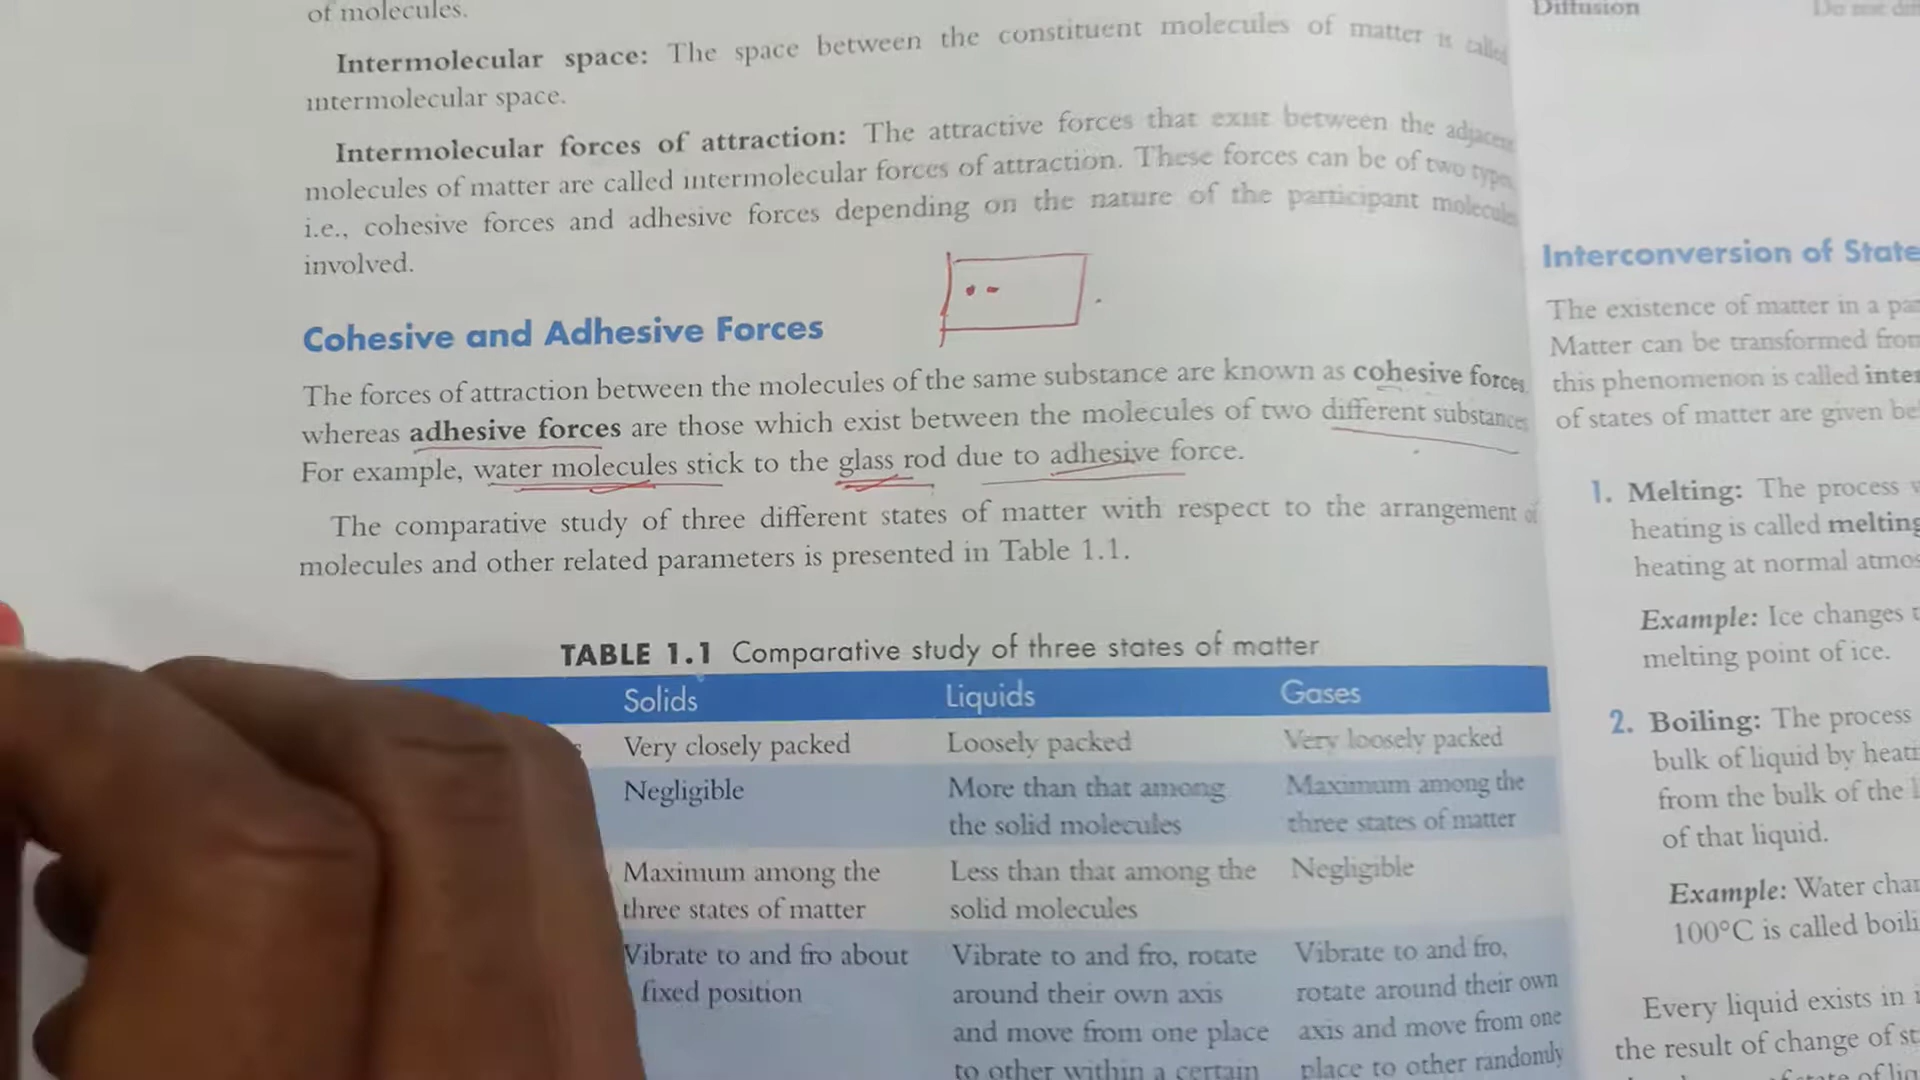 of molecules.
Intermolecular space: The space between the constituent molecules of matter is called
intermolecular space.
Intermolecular forces of attraction: The attractive forces that exist between the adjacent
molecules of matter are called intermolecular forces of attraction. These forces can be of two types,
i.e., cohesive forces and adhesive forces depending on the nature of the participant molecules
involved.
Cohesive and Adhesive Forces
The forces of attraction between the molecules of the same substance are known as cohesive forces,
whereas adhesive forces are those which exist between the molecules of two different substances
For example, water molecules stick to the glass rod due to adhesive force.
The comparative study of three different states of matter with respect to the arrangement of
molecules and other related parameters is presented in Table 1.1.
TABLE 1.1 Comparative study of three states of matter
Solids Liquids Gases
Very closely packed Loosely packed Very loosely packed
Negligible More than that among Maximum among the
the solid molecules three states of matter
Maximum among the Less than that among the Negligible
three states of matter solid molecules
Vibrate to and fro about Vibrate to and fro, rotate Vibrate to and fro,
fixed position around their own axis rotate around their own
and move from one place axis and move from one
to other within a certain place to other randomly
Diffusion Do not
Interconversion of State
The existence of matter in a
Matter can be transformed from
this phenomenon is called
of states of matter are given
1. Melting: The process
heating is called melting
heating at normal
Example: Ice changes
melting point of ice.
2. Boiling: The process
bulk of liquid by
from the bulk of the
of that liquid.
Example: Water
100°C is called
Every liquid exists in
the result of change of